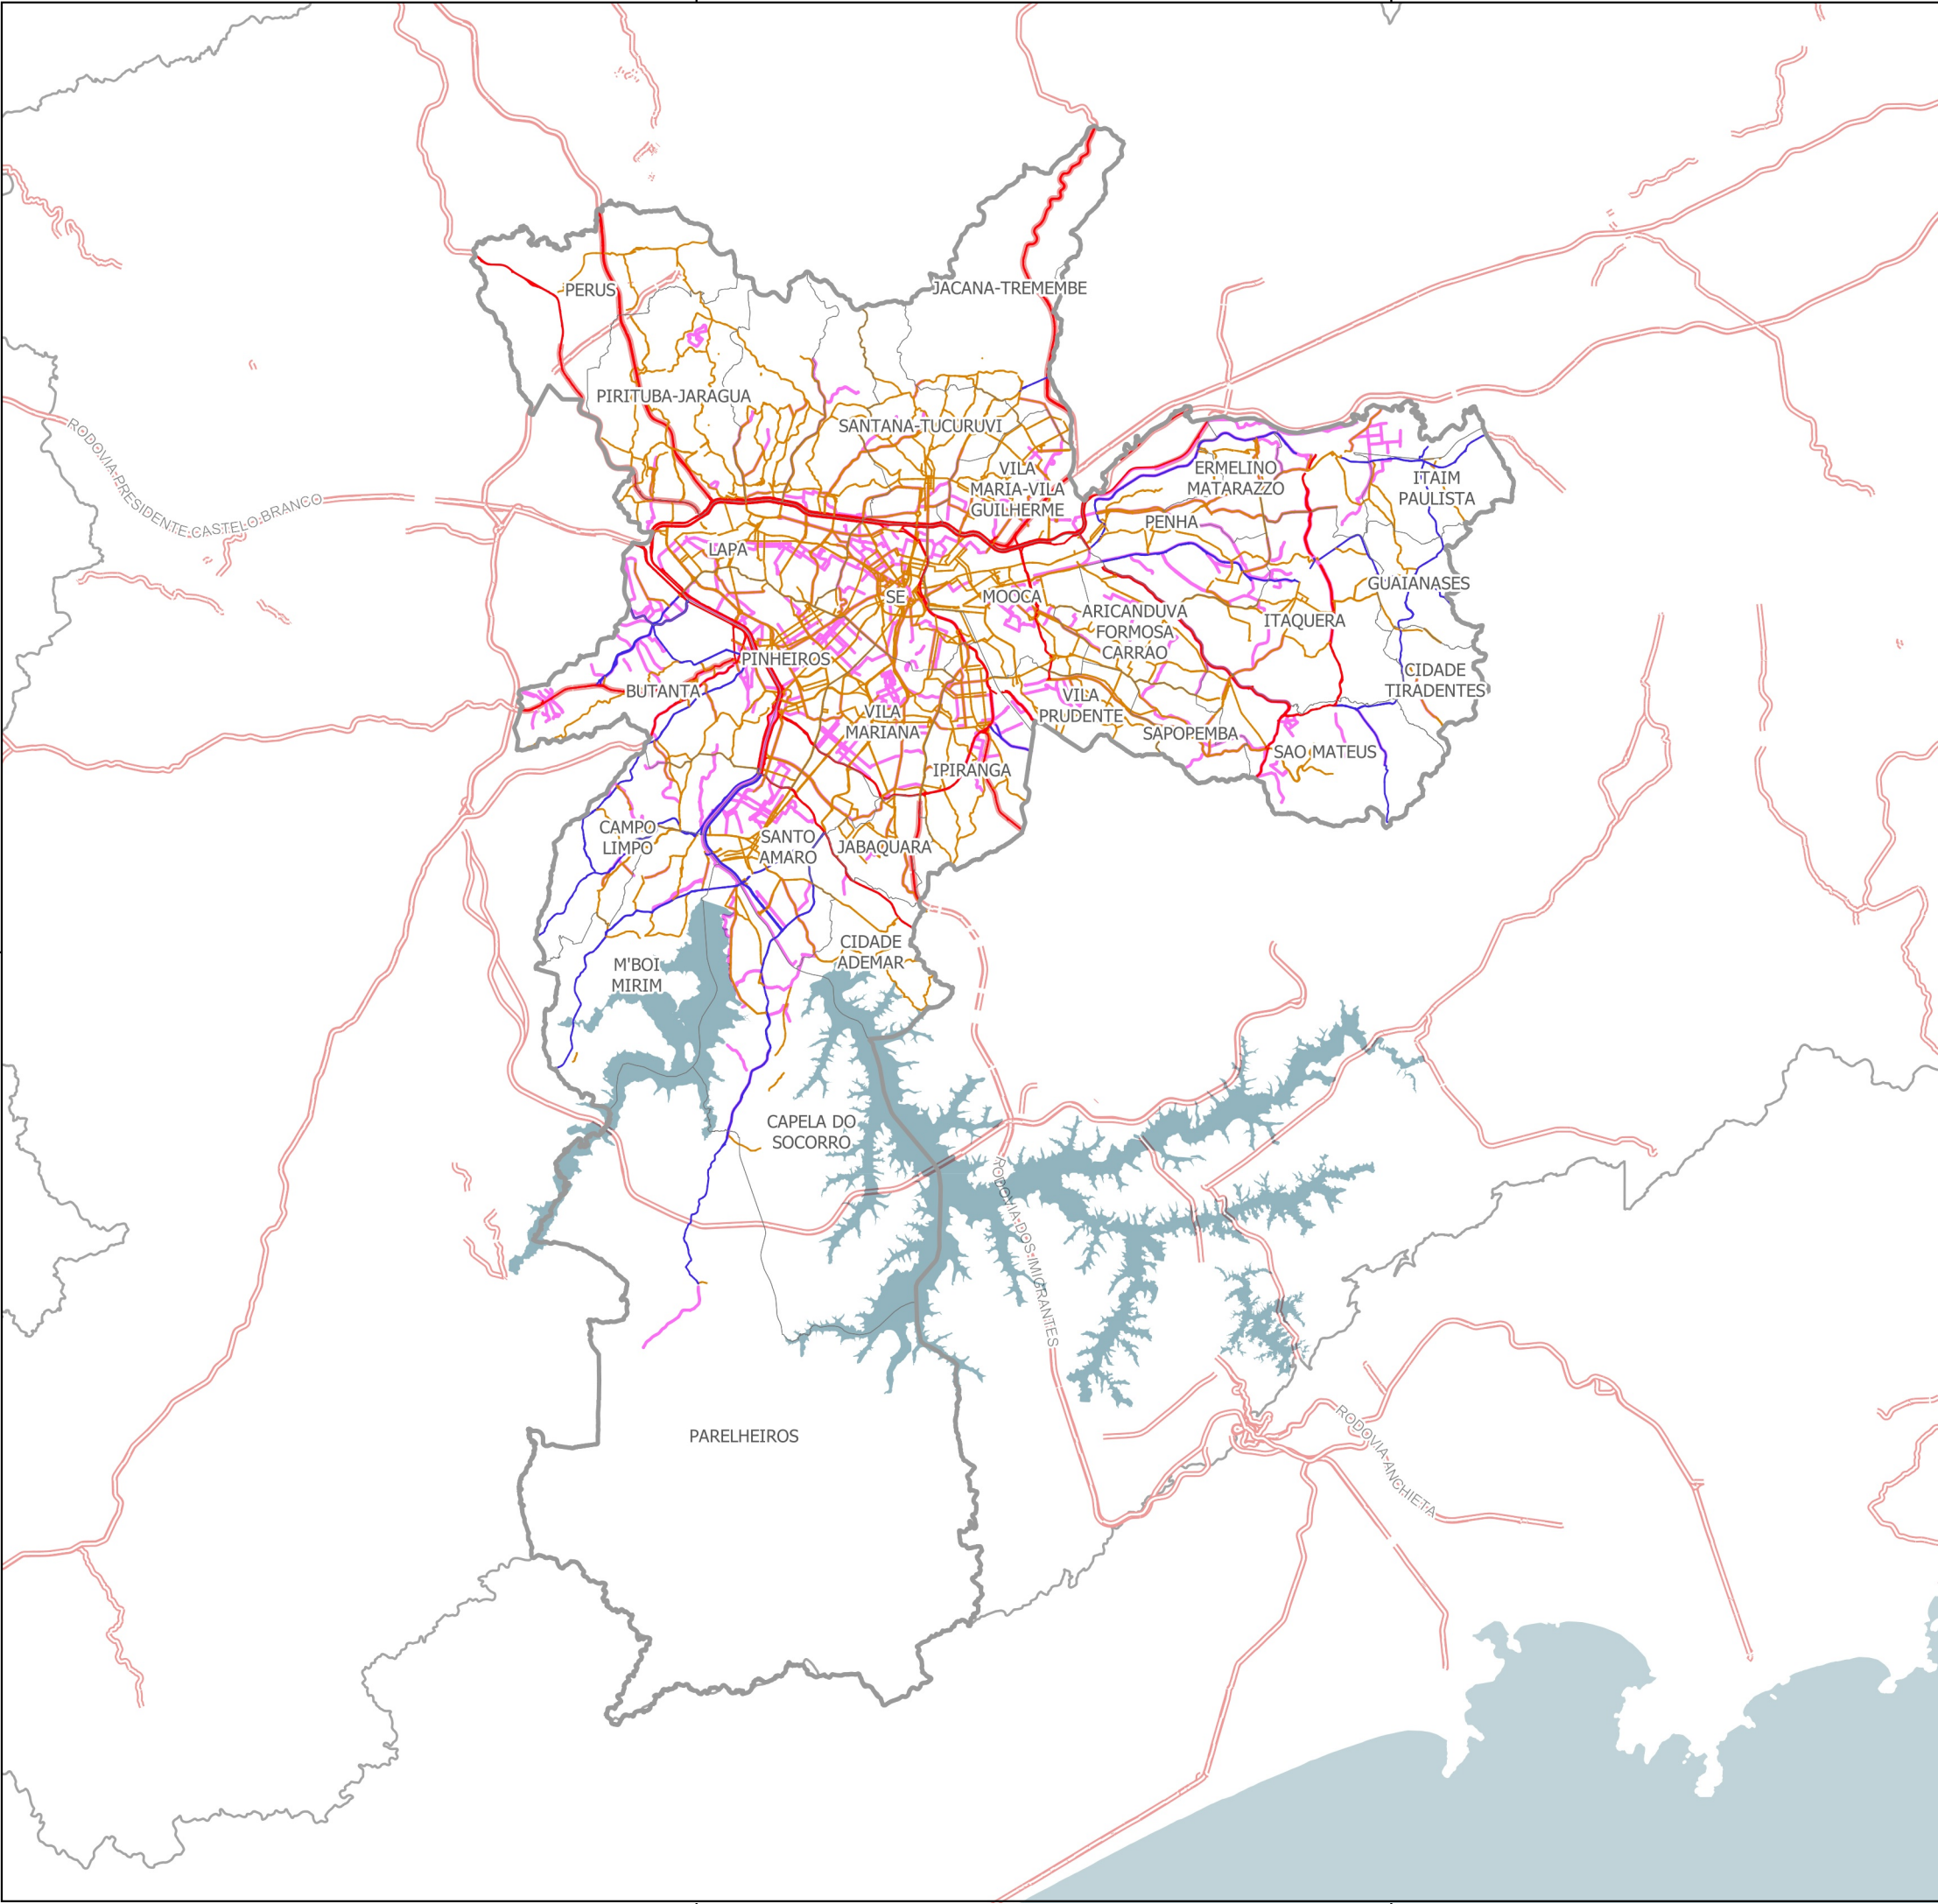 JACANA-TREMEMBE
PERUS
PIRITUBA-JARAGUA
SANTANA-TUCURUVI
RODOVIA PRESIDENTE CASTELO BRANCO
VILA
MARIA-VILA
GUILHERME
ERMELINO
MATARAZZO
ITAIM
PAULISTA
PENHA
LAPA
SE
MOOCA
GUAIANASES
ARICANDUVA
FORMOSA
CARRAO
ITAQUERA
PINHEIROS
BUTANTA
CIDADE
TIRADENTES
VILA
PRUDENTE
VILA
MARIANA
SAPOPEMBA
SAO MATEUS
IPIRANGA
CAMPO
LIMPO
SANTO
AMARO
JABAQUARA
CIDADE
ADEMAR
M'BOI
MIRIM
CAPELA DO
SOCORRO
RODOVIA DOS IMIGRANTES
PARELHEIROS
RODOVIA ANCHIETA